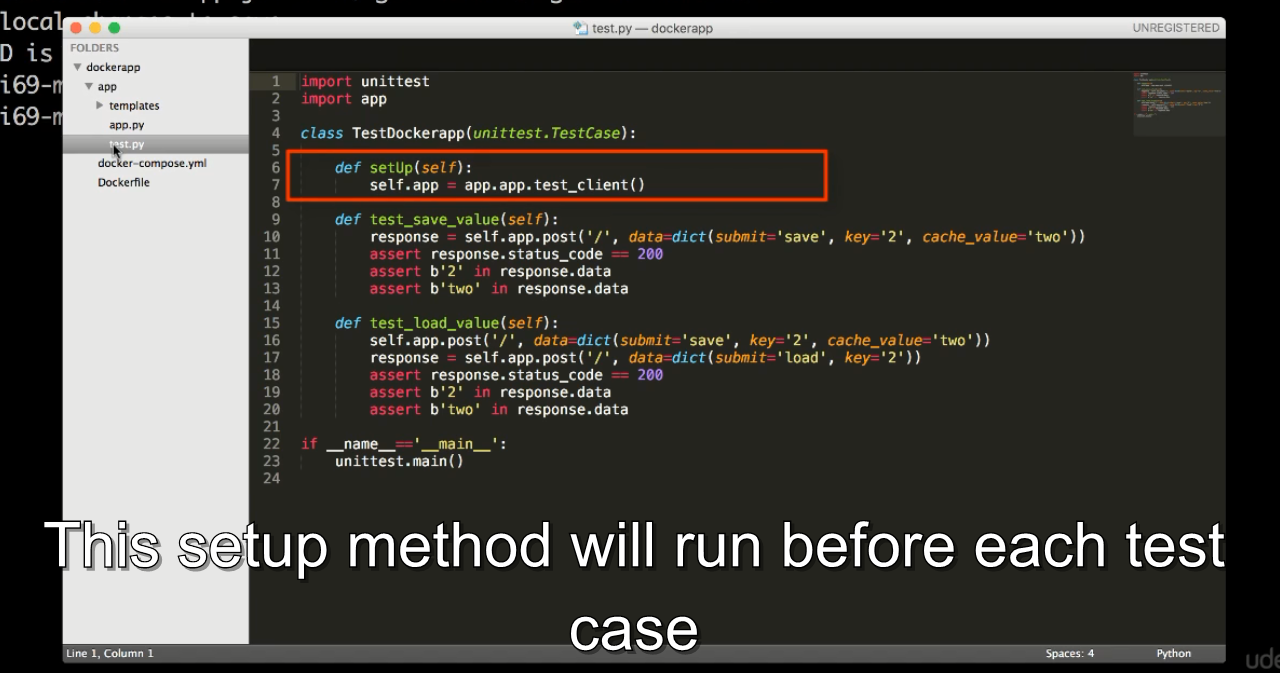 local
D is
i69-m
i69-m
test.py — dockerapp
UNREGISTERED
FOLDERS
dockerapp
app
templates
app.py
test.py
docker-compose.yml
Dockerfile
1 import unittest
2 import app
3
4 class TestDockerapp(unittest.TestCase):
5
6 def setUp(self):
7 self.app = app.app.test_client()
8
9 def test_save_value(self):
10 response = self.app.post('/', data=dict(submit='save', key='2', cache_value='two'))
11 assert response.status_code == 200
12 assert b'2' in response.data
13 assert b'two' in response.data
14
15 def test_load_value(self):
16 self.app.post('/', data=dict(submit='save', key='2', cache_value='two'))
17 response = self.app.post('/', data=dict(submit='load', key='2'))
18 assert response.status_code == 200
19 assert b'2' in response.data
20 assert b'two' in response.data
21
22 if __name__=='__main__':
23 unittest.main()
24
This setup method will run before each test
case
Line 1, Column 1
Spaces: 4
Python
ude